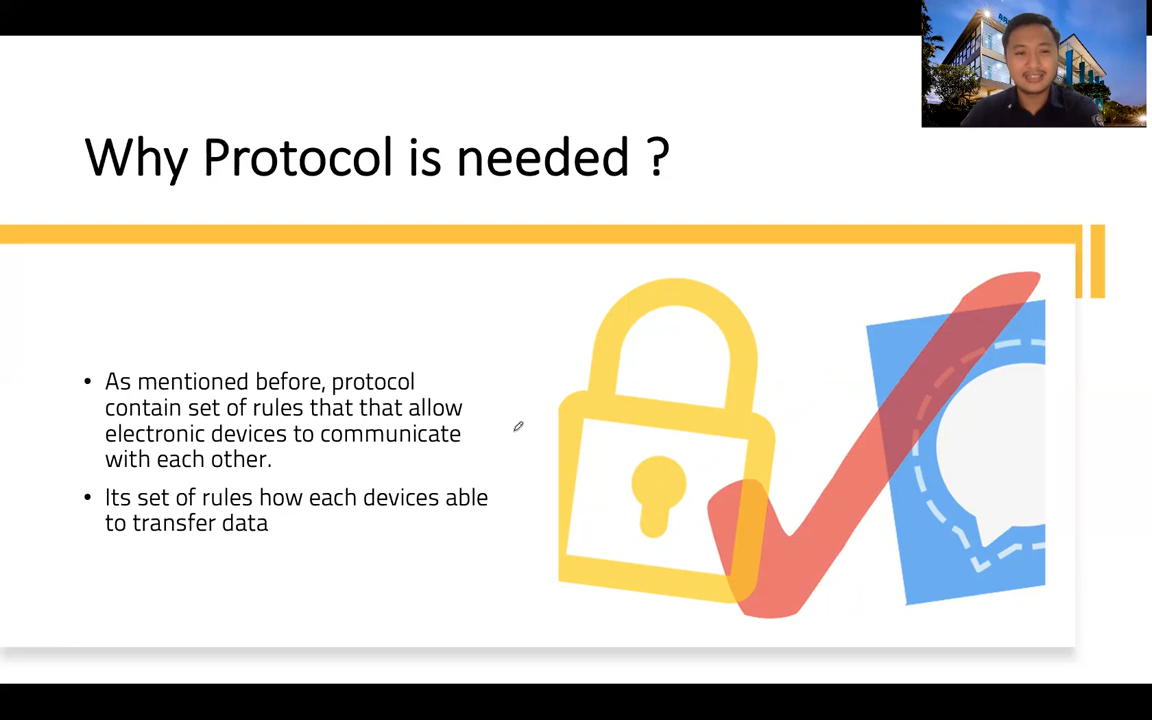 Why Protocol is needed ?
• As mentioned before, protocol
contain set of rules that that allow
electronic devices to communicate
with each other.
• Its set of rules how each devices able
to transfer data